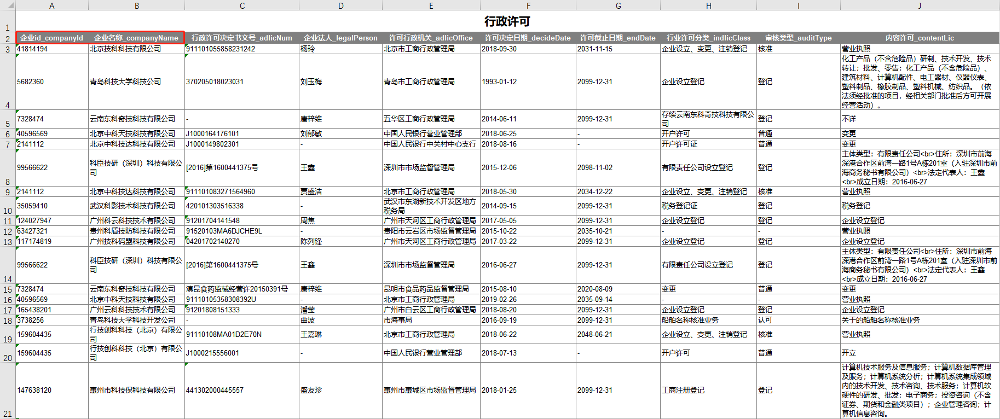 A B C D E F G H I J
1 行政许可
2 企业id_companyId 企业名称_companyName 行政许可决定书文号_adlicNum 企业法人_legalPerson 许可行政机关_adlicOffice 许可决定日期_decideDate 许可截止日期_endDate 行业许可分类_indlicClass 审核类型_auditType 内容许可_contentLic
3 41814194 北京技科科技有限公司 911101055858231242 杨玲 北京市工商行政管理局 2018-09-30 2031-11-15 企业设立、变更、注销登记 核准 营业执照
4 5682360 青岛科技大学科技公司 370205018023031 刘玉梅 青岛市工商行政管理局 1993-01-12 2099-12-31 企业设立登记 登记 化工产品（不含危险品）研制、技术开发、技术
转让；批发、零售：化工产品（不含危险品）、
建筑材料、计算机配件、电工器材、仪器仪表、
塑料制品、橡胶制品、塑料机械、纺织品。（依
法须经批准的项目，经相关部门批准后方可开展
经营活动）。
5 7328474 云南东科奇技科技有限公司 - 唐梓维 五华区工商行政管理局 2014-06-11 2099-12-31 存续云南东科奇技科技有限公
司 登记 不详
6 40596569 北京中科天技科技有限公司 J1000164176101 刘郁敏 中国人民银行营业管理部 2018-06-25 - 开户许可 普通 变更
7 2141112 北京中科技达科技有限公司 J1000149802301 - 中国人民银行中关村中心支行 2018-08-16 - 开户许可证 普通 变更
8 99566622 科臣技研（深圳）科技有限公
司 [2016]第1600441375号 王鑫 深圳市市场监督管理局 2015-12-06 2098-11-02 有限责任公司设立登记 登记 主体类型：有限责任公司<br>住所：深圳市前海
深港合作区前湾一路1号A栋201室（入驻深圳市前
海商务秘书有限公司）<br>法定代表人：王鑫
<br>成立日期：2016-06-27
9 2141112 北京中科技达科技有限公司 911101083271564960 贾盛洁 北京市工商行政管理局 2018-05-30 2034-12-22 企业设立、变更、注销登记 核准 营业执照
10 35059410 武汉科影技术科技有限公司 420101303516338 - 武汉市东湖新技术开发区地方
税务局 2014-09-15 2099-12-31 税务登记证 登记 税务登记
11 124027947 广州科云科技技术有限公司 91201704141548 周焦 广州市天河区工商行政管理局 2017-05-05 2099-12-31 企业设立登记 登记 企业设立登记
12 63427321 贵州科盾技防科技有限公司 91520103MA6DJCHE9L - 贵阳市云岩区市场监督管理局 2015-10-22 2035-10-21 - - 营业执照
13 117174819 广州技科码盟科技有限公司 04201702140270 陈列锋 广州市天河区工商行政管理局 2017-03-22 2099-12-31 企业设立登记 登记 企业设立登记
14 99566622 科臣技研（深圳）科技有限公
司 [2016]第1600441375号 王鑫 深圳市市场监督管理局 2016-06-27 2099-12-31 有限责任公司设立登记 登记 主体类型：有限责任公司<br>住所：深圳市前海
深港合作区前湾一路1号A栋201室（入驻深圳市前
海商务秘书有限公司）<br>法定代表人：王鑫
<br>成立日期：2016-06-27
15 7328474 云南东科奇技科技有限公司 滇昆食药监械经营许20150391号 唐梓维 昆明市食品药品监督管理局 2015-08-10 2020-08-09 变更 普通 变更
16 40596569 北京中科天技科技有限公司 91110105358308392U - 北京市工商行政管理局 2019-02-26 2035-09-14 - - 营业执照
17 165438201 广州云科科技技术有限公司 91201808151333 潘莹 广州市白云区工商行政管理局 2018-08-20 2099-12-31 企业设立登记 登记 企业设立登记
18 3738256 青岛科技大学科技开发公司 - 曲波 市海事局 2016-09-19 2099-12-31 船舶名称核准业务 认可 关于的船舶名称核准业务
19 159604435 行技创科科技（北京）有限公
司 91110108MA01D2E70N 王嘉琳 北京市工商行政管理局 2018-06-22 2048-06-21 企业设立、变更、注销登记 核准 营业执照
20 159604435 行技创科科技（北京）有限公
司 J1000215556001 - 中国人民银行营业管理部 2018-07-13 - 开户许可 普通 开立
21 147638120 惠州市科技保科技有限公司 441302000445557 盛友珍 惠州市惠城区市场监督管理局 2018-01-25 2099-12-31 工商注册登记 登记 计算机技术服务及信息服务；计算机数据库管理
及服务；计算机系统分析；计算机系统集成领域
内的技术开发、技术咨询、技术服务；计算机软
硬件的研发、批发；电子商务；投资咨询（不含
证券、期货和金融类项目）；企业管理咨询；计
算机信息咨询。